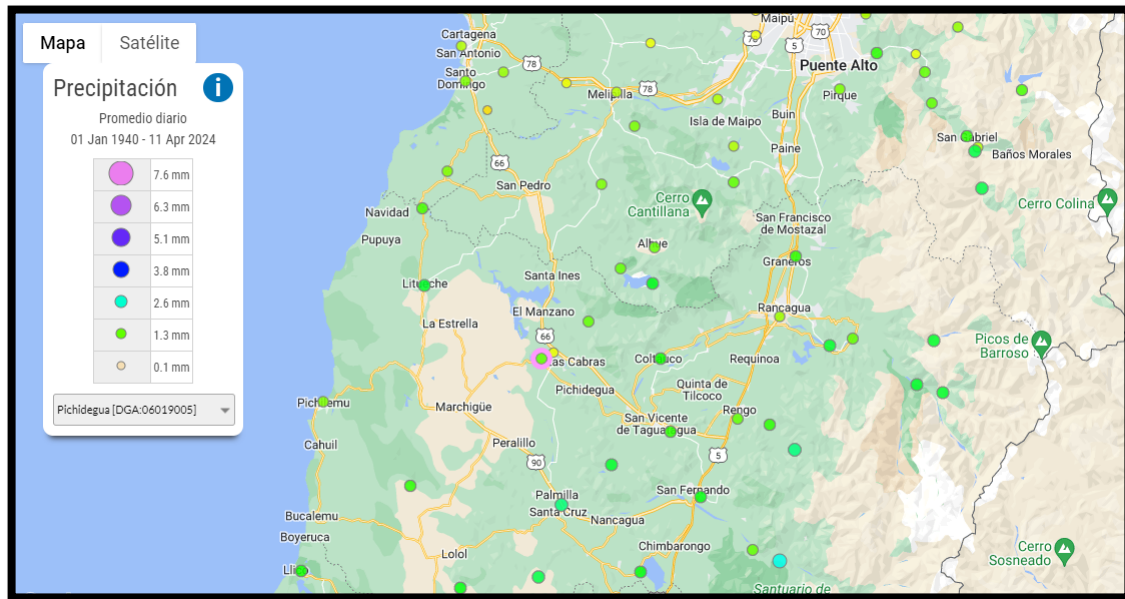 Mapa
Satélite
Precipitación
i
Promedio diario
01 Jan 1940 - 11 Apr 2024
7.6 mm
6.3 mm
5.1 mm
3.8 mm
2.6 mm
1.3 mm
0.1 mm
Pichidegua [DGA:06019005]
Maipú
Cartagena
70
5
San Antonio
78
Puente Alto
Santo
Domingo
Melipilla
78
Pirque
Buin
Isla de Maipo
San Gabriel
Paine
Baños Morales
66
San Pedro
Cerro
Cantillana
Cerro Colina
Navidad
San Francisco
de Mostazal
Pupuya
Alhue
Graneros
Santa Ines
Litueche
El Manzano
Rancagua
La Estrella
66
Picos de
Barroso
Las Cabras
Coltauco
Requinoa
Pichidegua
Quinta de
Tilcoco
Pichilemu
Marchigüe
Rengo
San Vicente
de Taguatagua
Cahuil
Peralillo
5
90
San Fernando
Palmilla
Santa Cruz
Nancagua
Bucalemu
Boyeruca
Chimbarongo
Lolol
Cerro
Sosneado
Llico
Santuario de